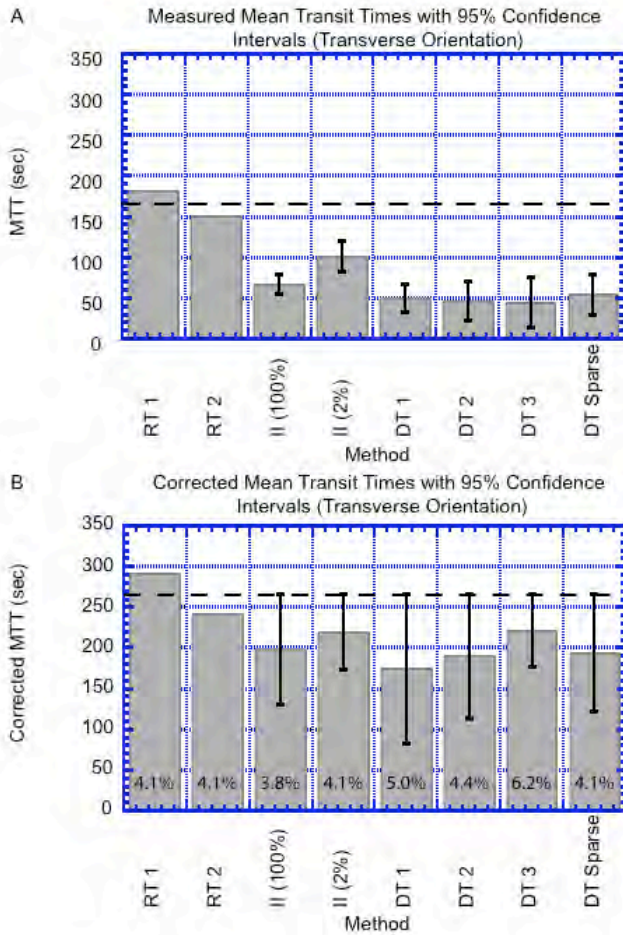 A
Measured Mean Transit Times with 95% Confidence
Intervals (Transverse Orientation)
350
300
250
200
150
100
50
0
MTT (sec)
RT 1
RT 2
II (100%)
II (2%)
DT 1
DT 2
DT 3
DT Sparse
Method
B
Corrected Mean Transit Times with 95% Confidence
Intervals (Transverse Orientation)
350
300
250
200
150
100
50
0
Corrected MTT (sec)
4.1%
4.1%
3.8%
4.1%
5.0%
4.4%
6.2%
4.1%
RT 1
RT 2
II (100%)
II (2%)
DT 1
DT 2
DT 3
DT Sparse
Method